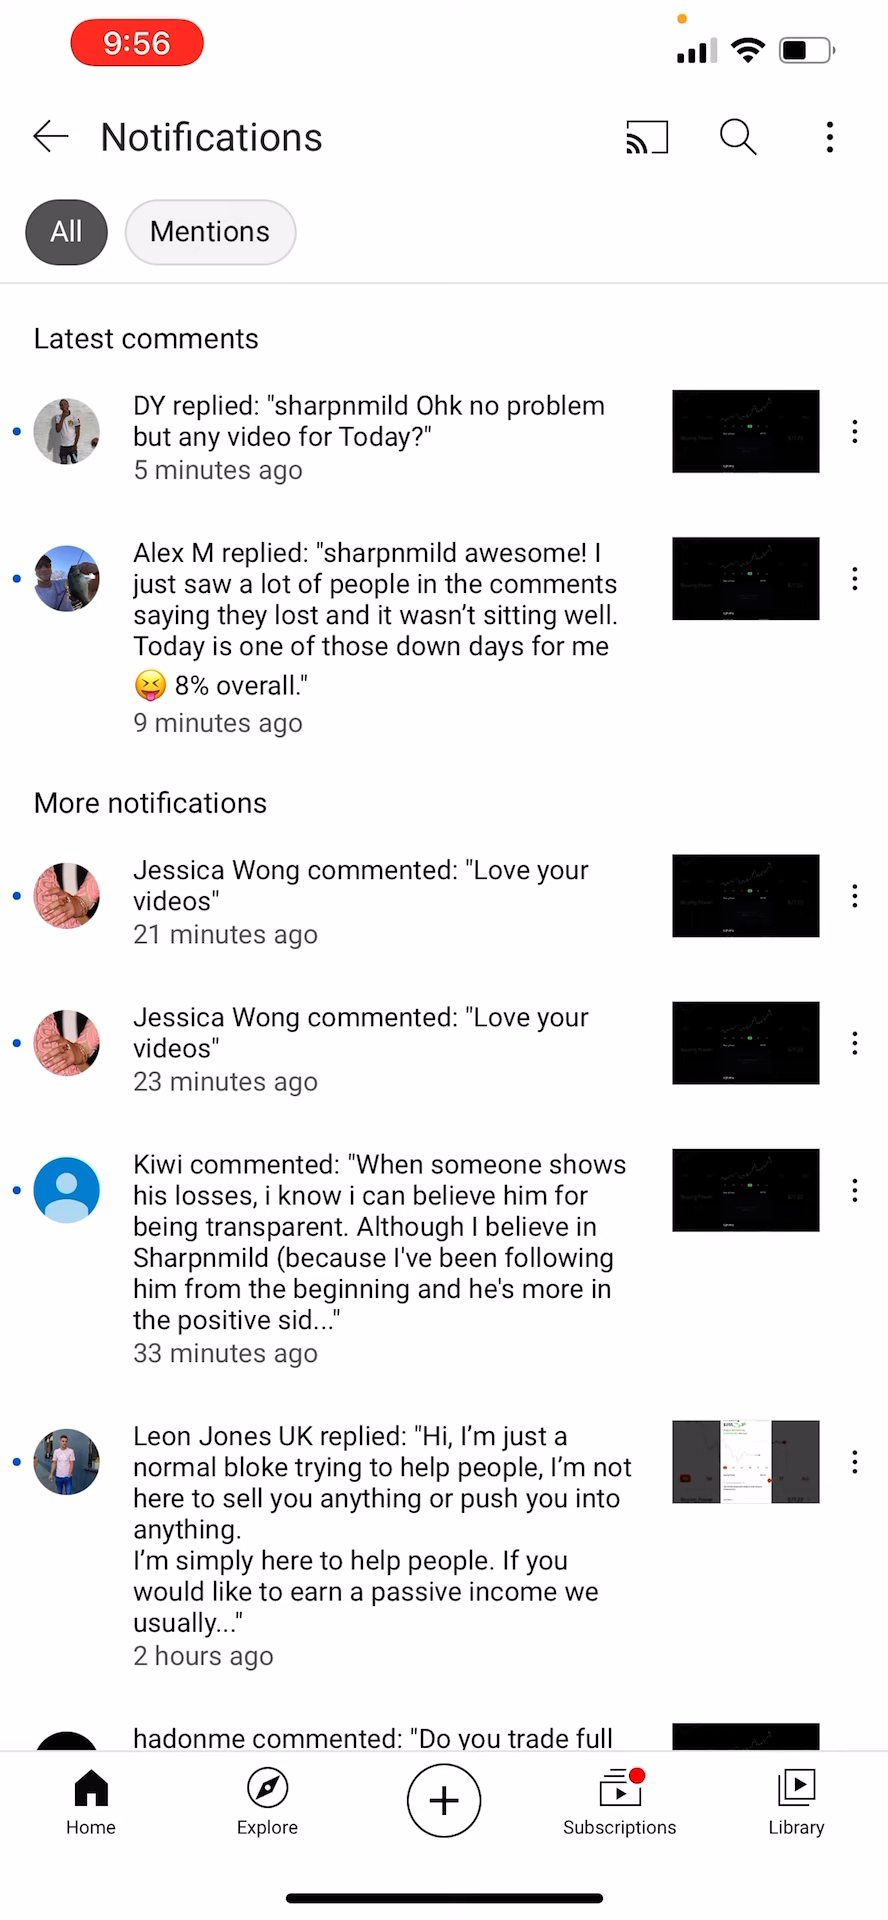 9:56
Notifications
All
Mentions
Latest comments
DY replied: "sharpnmild Ohk no problem
but any video for Today?"
5 minutes ago
Alex M replied: "sharpnmild awesome! I
just saw a lot of people in the comments
saying they lost and it wasn’t sitting well.
Today is one of those down days for me
😝 8% overall."
9 minutes ago
More notifications
Jessica Wong commented: "Love your
videos"
21 minutes ago
Jessica Wong commented: "Love your
videos"
23 minutes ago
Kiwi commented: "When someone shows
his losses, i know i can believe him for
being transparent. Although I believe in
Sharpnmild (because I've been following
him from the beginning and he's more in
the positive sid..."
33 minutes ago
Leon Jones UK replied: "Hi, I’m just a
normal bloke trying to help people, I’m not
here to sell you anything or push you into
anything.
I’m simply here to help people. If you
would like to earn a passive income we
usually..."
2 hours ago
hadonme commented: "Do you trade full
Home
Explore
Subscriptions
Library